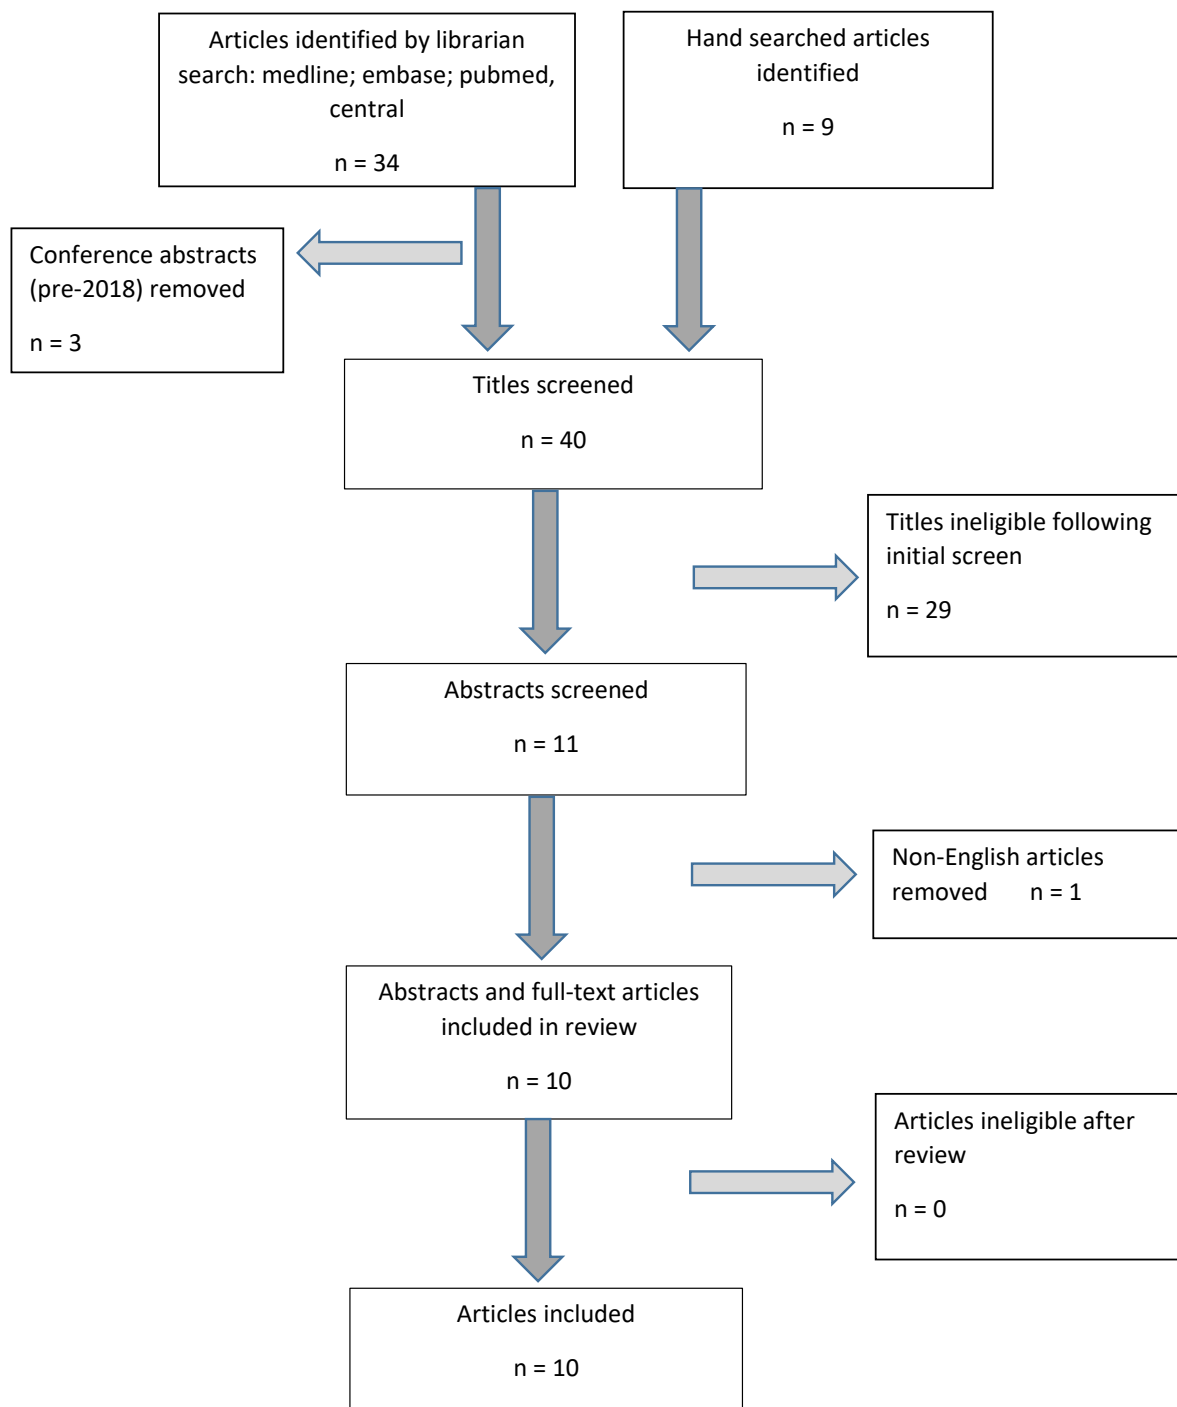 Articles identified by librarian
search: medline; embase; pubmed,
central
n = 34
Hand searched articles
identified
n = 9
Conference abstracts
(pre-2018) removed
n = 3
Titles screened
n = 40
Titles ineligible following
initial screen
n = 29
Abstracts screened
n = 11
Non-English articles
removed n = 1
Abstracts and full-text articles
included in review
n = 10
Articles ineligible after
review
n = 0
Articles included
n = 10